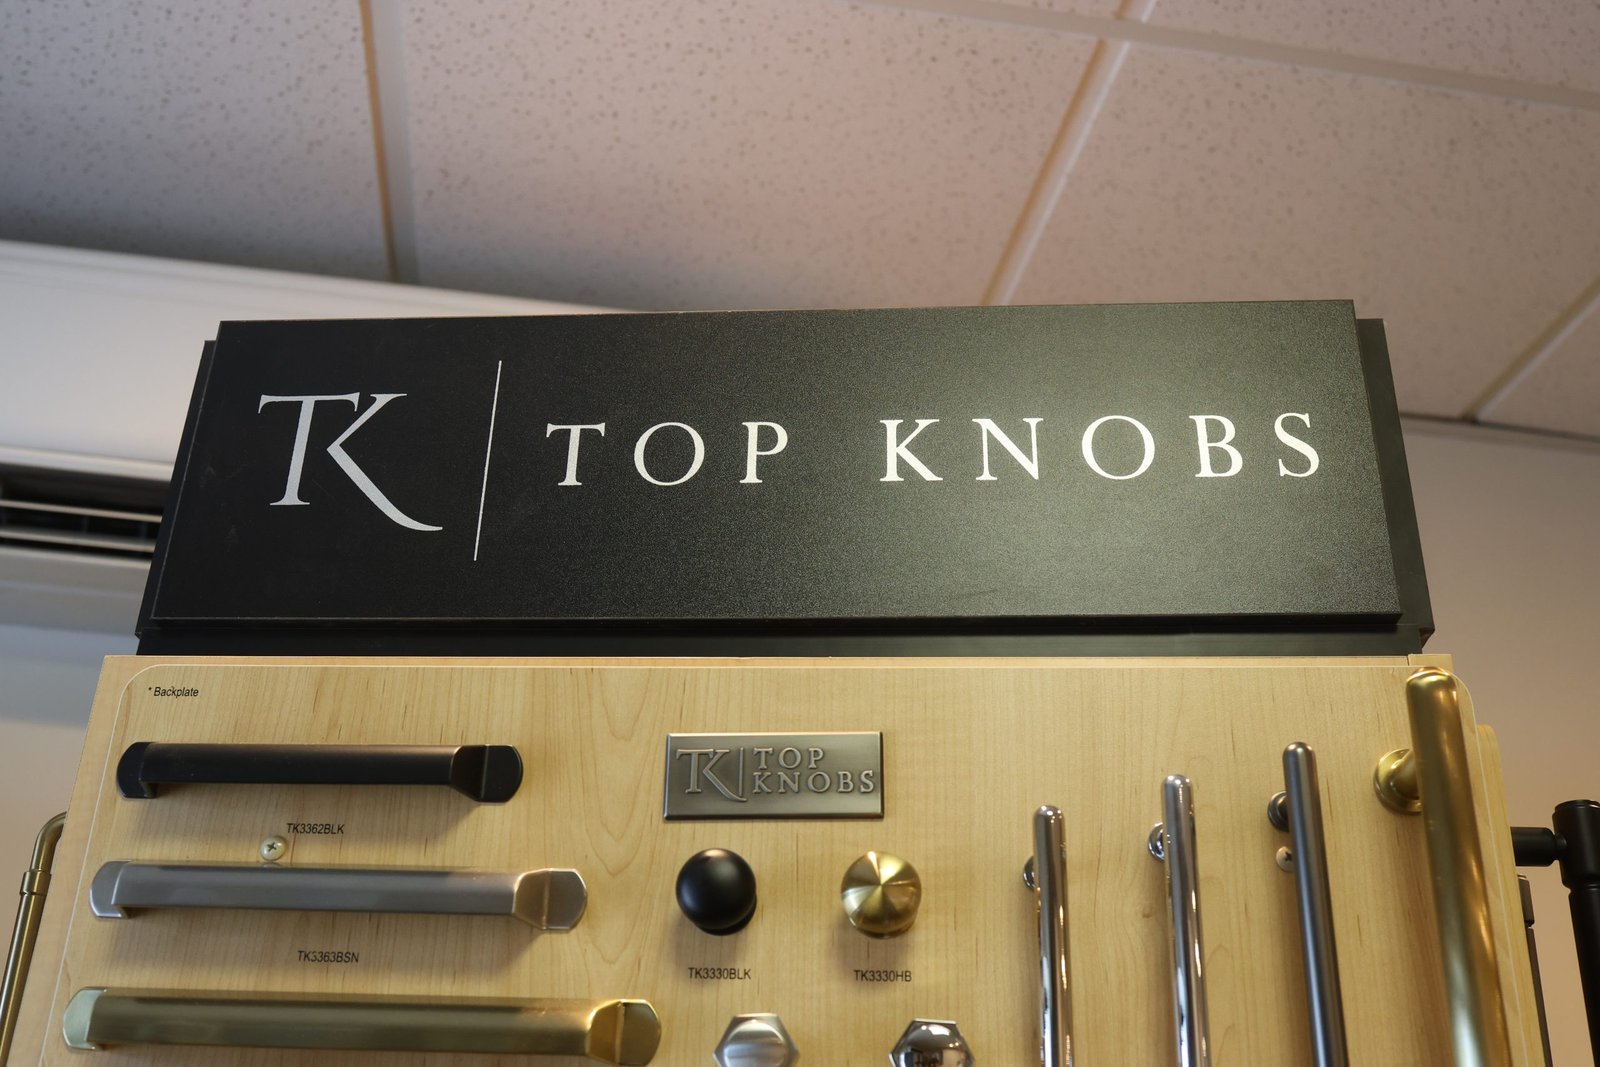 TK TOP KNOBS
* Backplate
TK TOP
KNOBS
TK3362BLK
TK3363BSN
TK3330BLK
TK3330HB